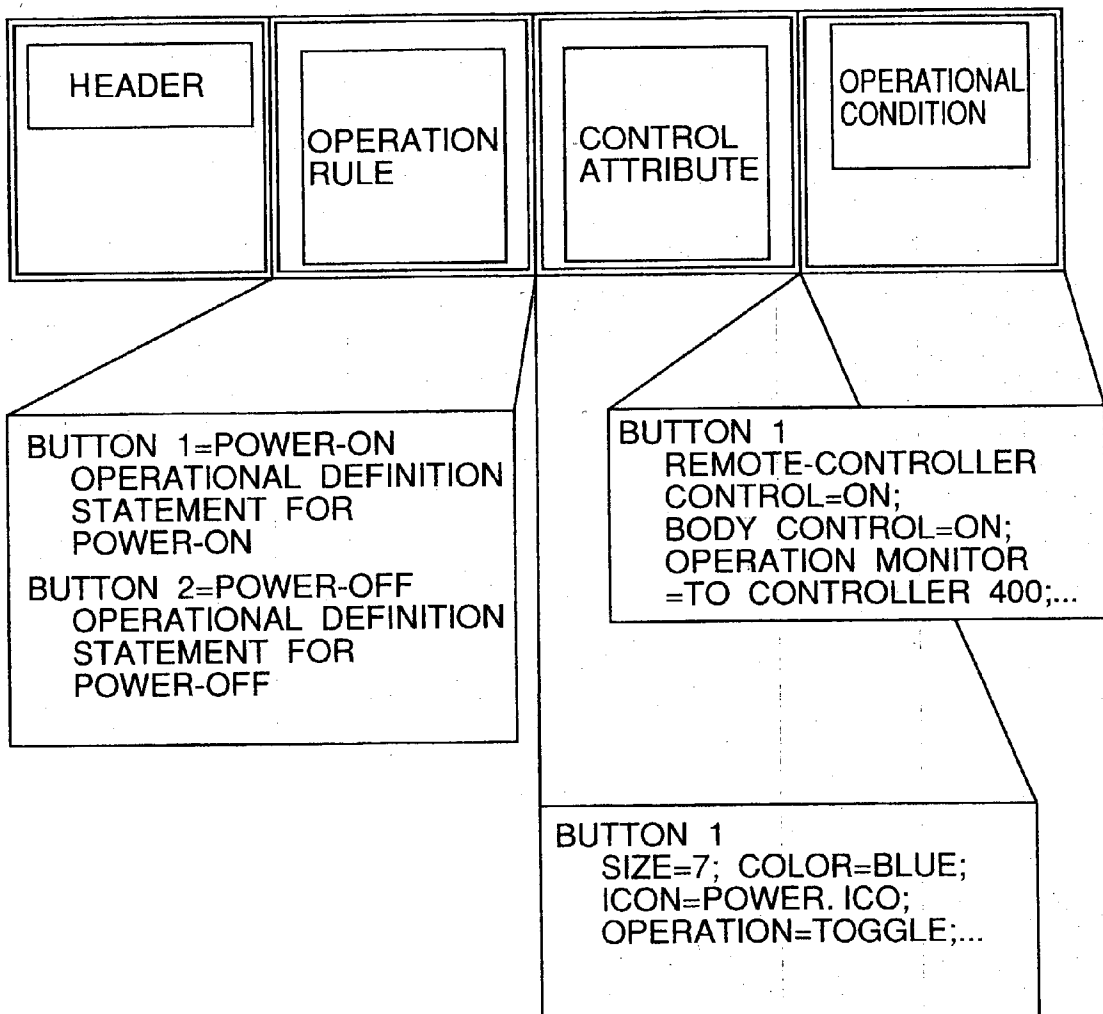 HEADER
OPERATION
RULE
CONTROL
ATTRIBUTE
OPERATIONAL
CONDITION
BUTTON 1=POWER-ON
OPERATIONAL DEFINITION
STATEMENT FOR
POWER-ON
BUTTON 2=POWER-OFF
OPERATIONAL DEFINITION
STATEMENT FOR
POWER-OFF
BUTTON 1
REMOTE-CONTROLLER
CONTROL=ON;
BODY CONTROL=ON;
OPERATION MONITOR
=TO CONTROLLER 400;...
BUTTON 1
SIZE=7; COLOR=BLUE;
ICON=POWER. ICO;
OPERATION=TOGGLE;...